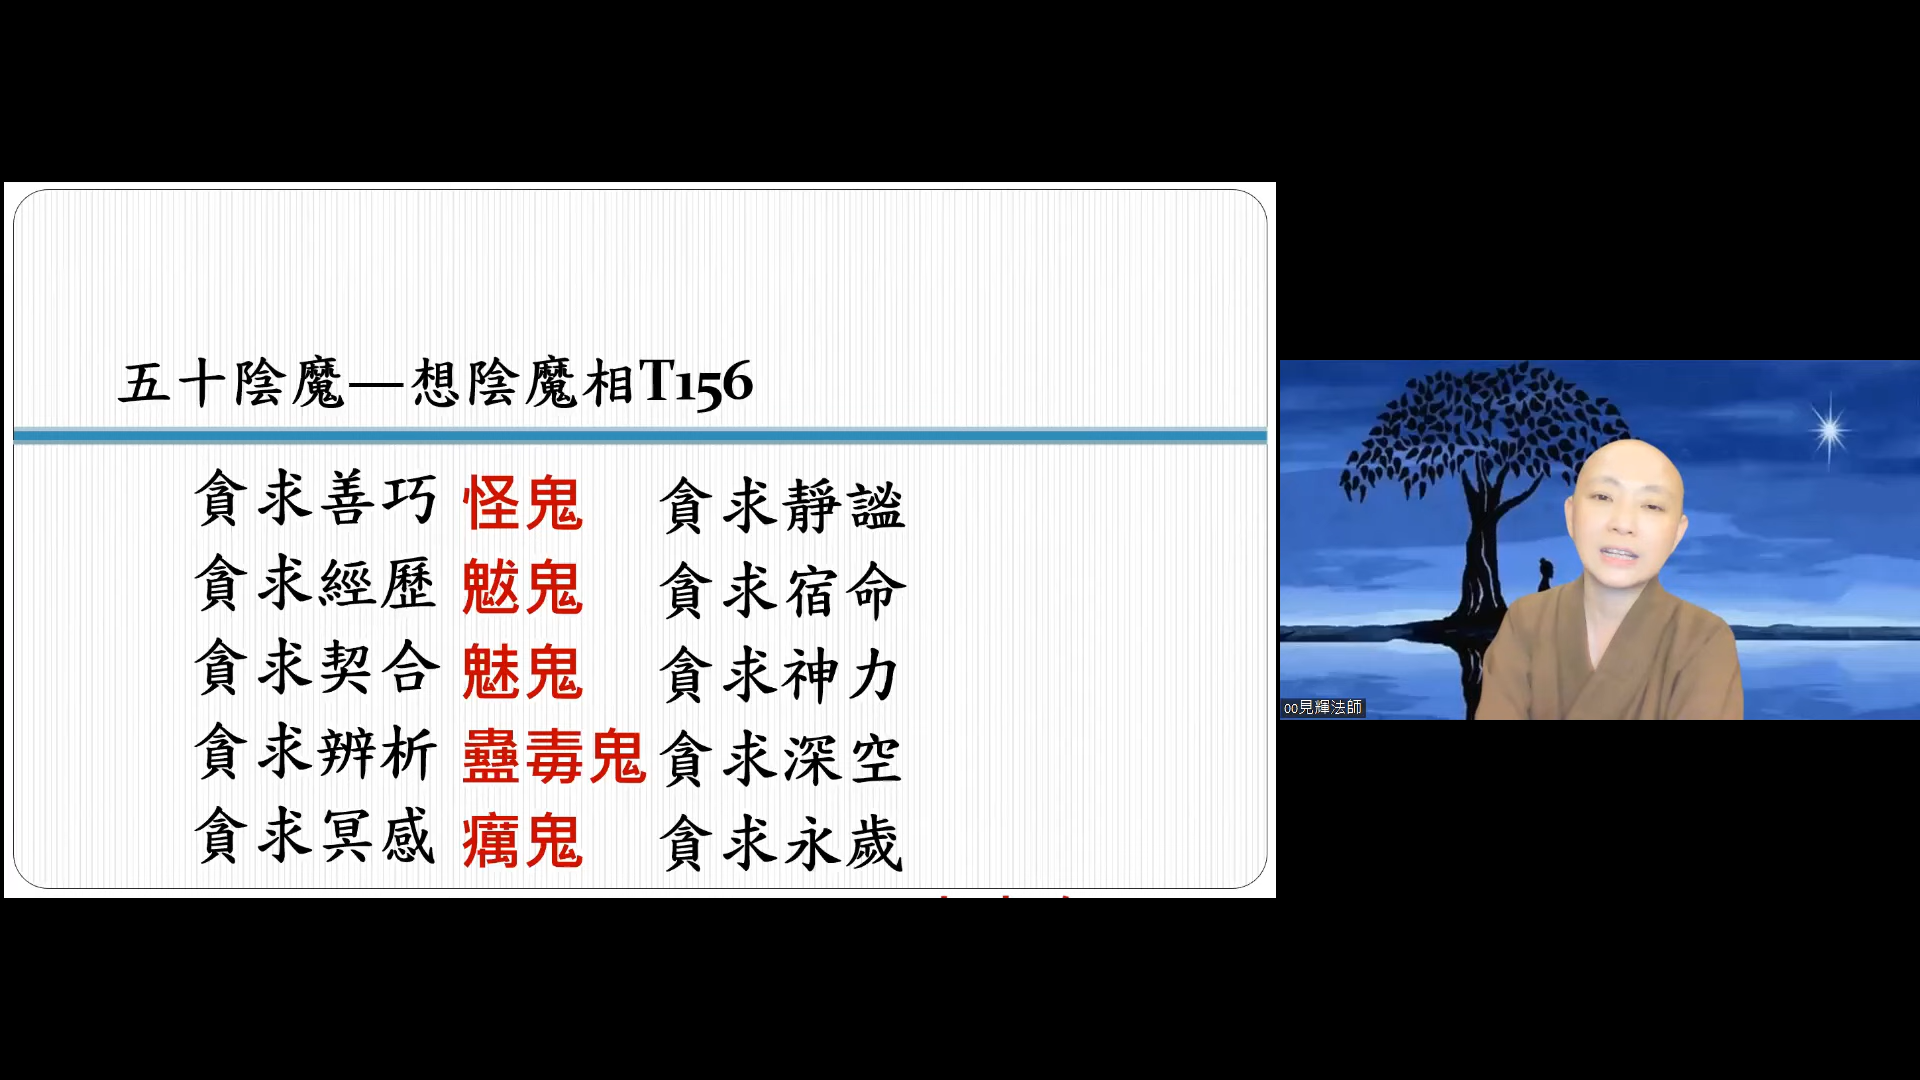 五十陰魔—想陰魔相T156
貪求善巧 怪鬼 貪求靜謐
貪求經歷 魃鬼 貪求宿命
貪求契合 魅鬼 貪求神力
貪求辨析 蠱毒鬼 貪求深空
貪求冥感 癘鬼 貪求永歲
oo見輝法師